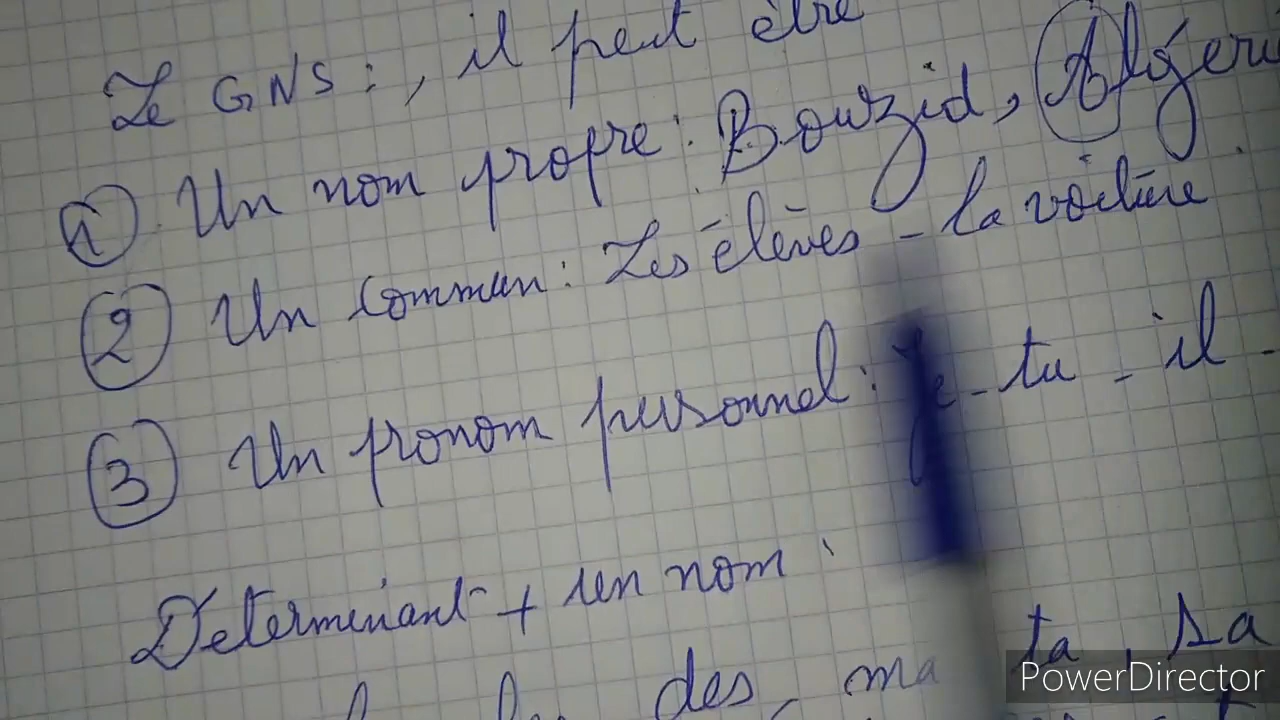 Le GNS :, il peut être
① Un nom propre : Bouzid, Algérie
② Un commun : Les élèves - la voiture
③ Un pronom personnel : je - tu - il -
Determinant + un nom :
des, ma ta, sa
PowerDirector